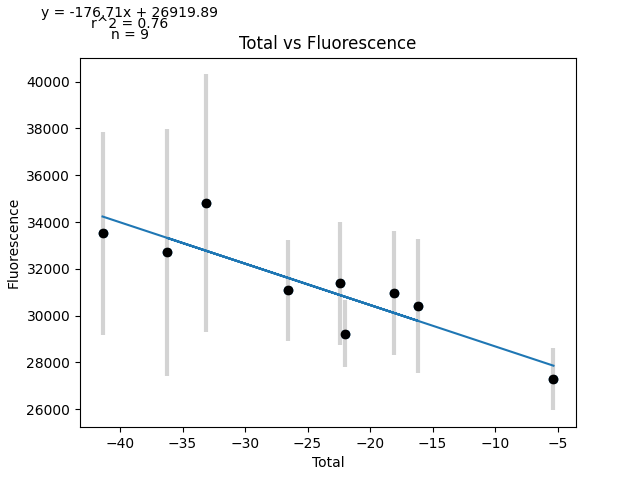 y = -176.71x + 26919.89
r^2 = 0.76
n = 9
Total vs Fluorescence
40000
38000
36000
34000
32000
30000
28000
26000
Fluorescence
−40
−35
−30
−25
−20
−15
−10
−5
Total